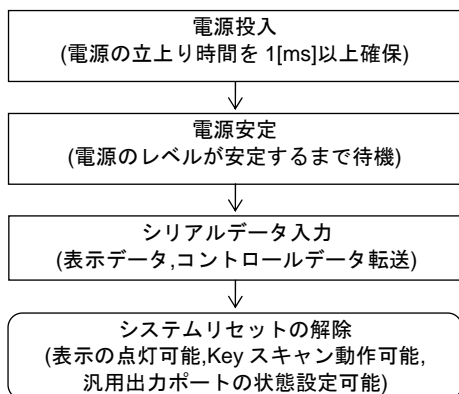 電源投入
(電源の立上り時間を 1[ms]以上確保)
電源安定
(電源のレベルが安定するまで待機)
シリアルデータ入力
(表示データ,コントロールデータ転送)
システムリセットの解除
(表示の点灯可能,Key スキャン動作可能,
汎用出力ポートの状態設定可能)